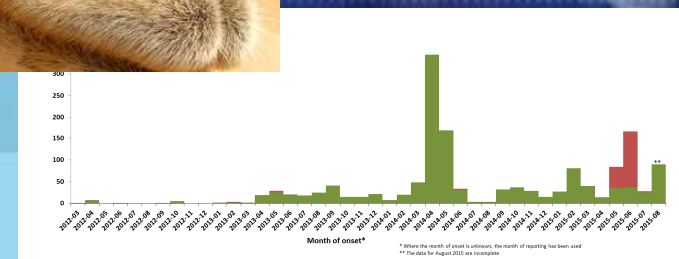 300
250
200
150
100
50
0
**
2012-03 2012-04 2012-05 2012-06 2012-07 2012-08 2012-09 2012-10 2012-11 2012-12 2013-01 2013-02 2013-03 2013-04 2013-05 2013-06 2013-07 2013-08 2013-09 2013-10 2013-11 2013-12 2014-01 2014-02 2014-03 2014-04 2014-05 2014-06 2014-07 2014-08 2014-09 2014-10 2014-11 2014-12 2015-01 2015-02 2015-03 2015-04 2015-05 2015-06 2015-07 2015-08
Month of onset*
* Where the month of onset is unknown, the month of reporting has been used
** The data for August 2015 are incomplete